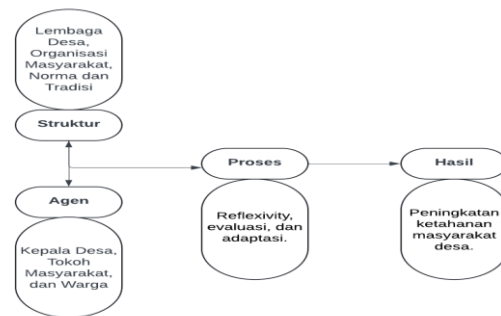 Lembaga
Desa,
Organisasi
Masyarakat,
Norma dan
Tradisi
Struktur
Agen
Kepala Desa,
Tokoh
Masyarakat,
dan Warga
Proses
Reflexivity,
evaluasi, dan
adaptasi.
Hasil
Peningkatan
ketahanan
masyarakat
desa.